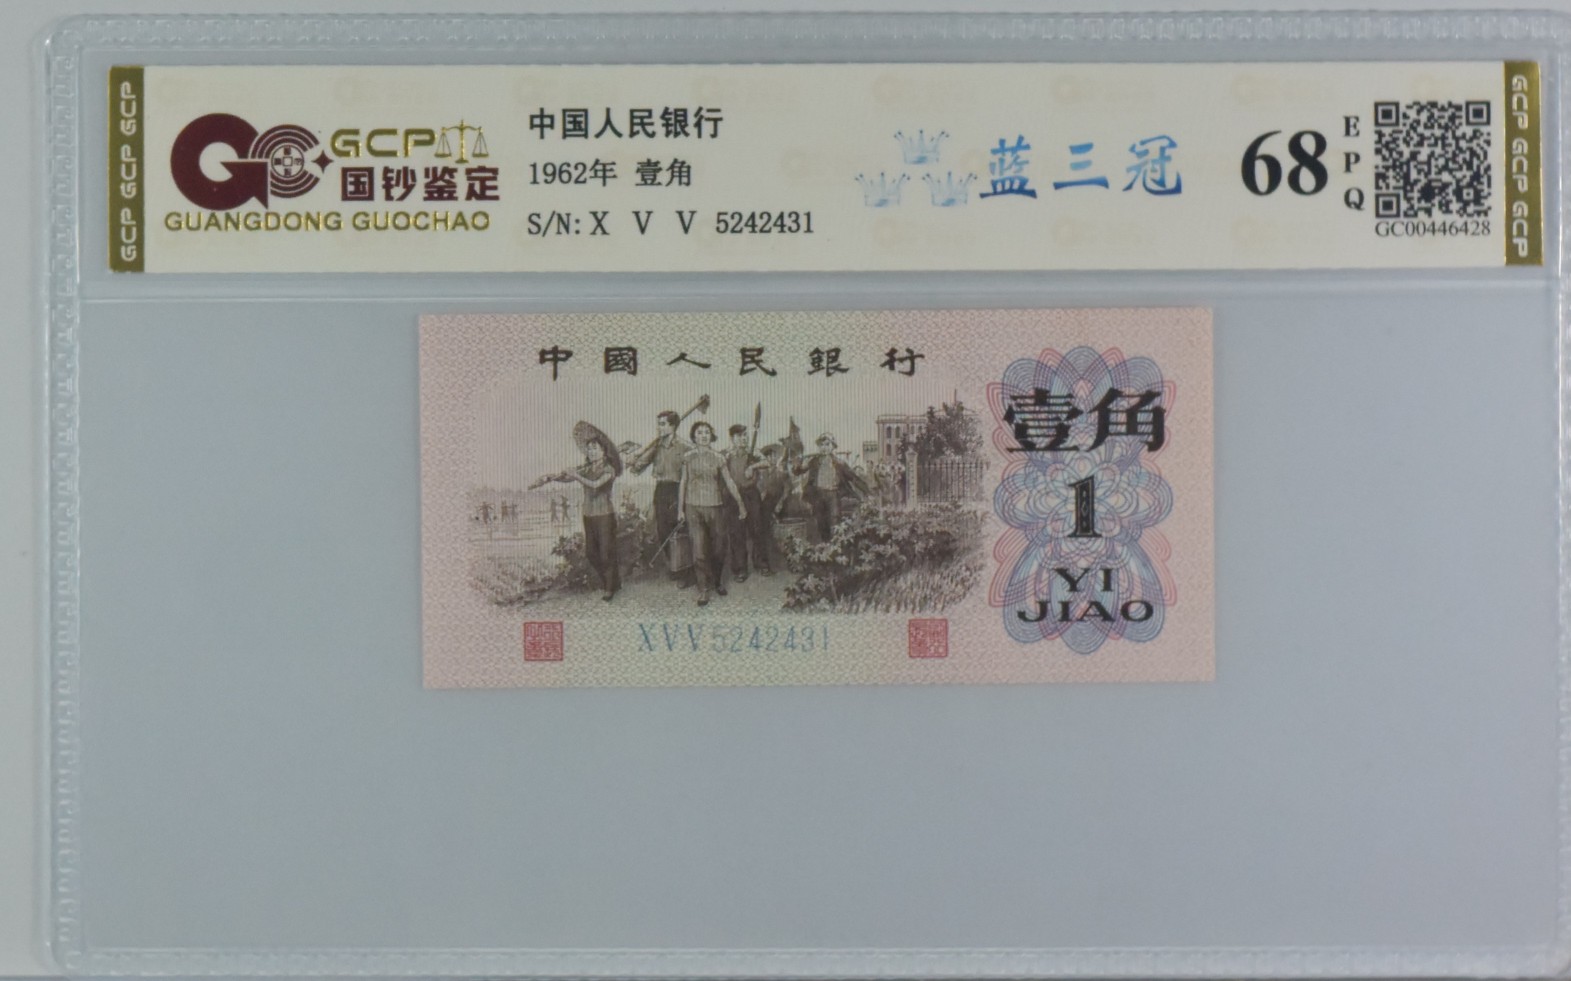 GCP GCP GCP
GCP
国钞鉴定
GUANGDONG GUOCHAO
中国人民银行
1962年 壹角
S/N: X V V 5242431
蓝三冠
68
EPQ
GC00446428
GCP GCP GCP
中國人民銀行
壹角
1
YI
JIAO
XVV5242431